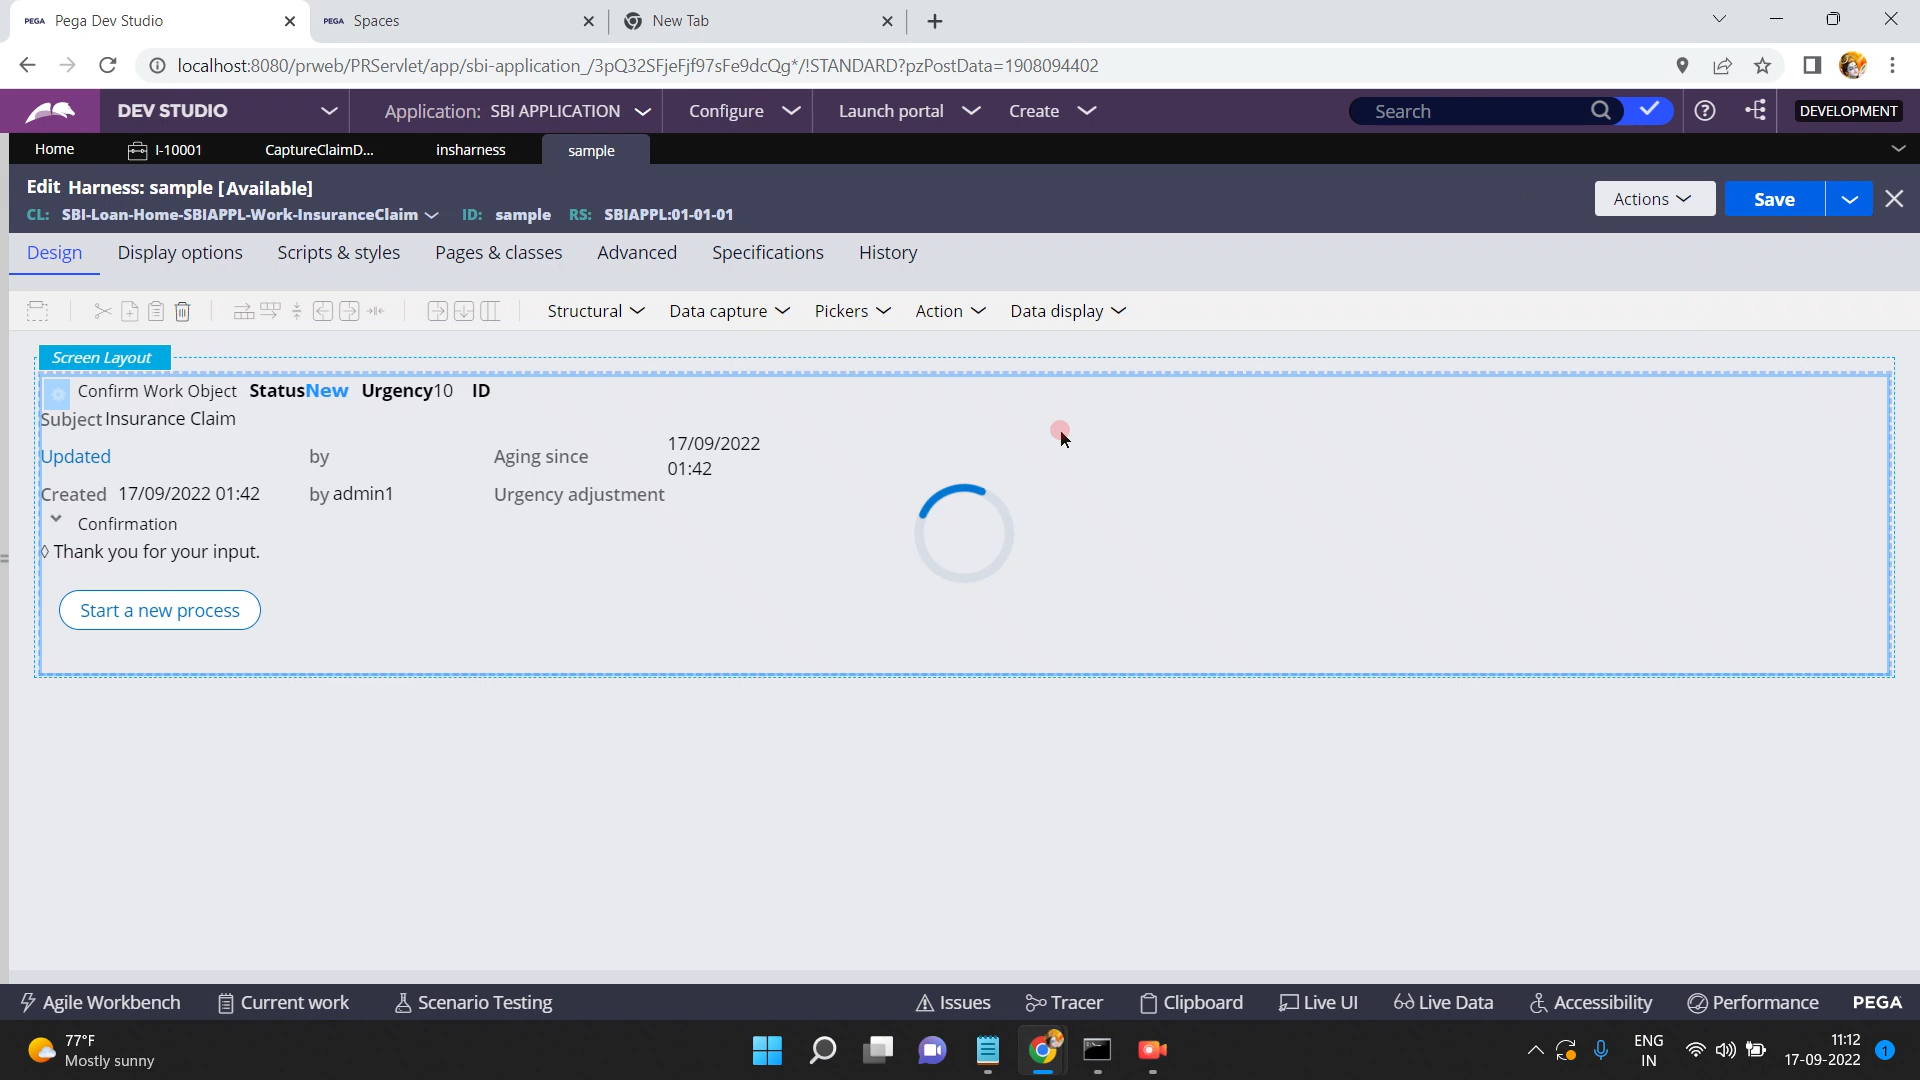 PEGA Pega Dev Studio PEGA Spaces New Tab
localhost:8080/prweb/PRServlet/app/sbi-application_/3pQ32SFjeFjf97sFe9dcQg*/!STANDARD?pzPostData=1908094402
DEV STUDIO Application: SBI APPLICATION Configure Launch portal Create Search DEVELOPMENT
Home I-10001 CaptureClaimD... insharness sample
Edit Harness: sample [Available]
CL: SBI-Loan-Home-SBIAPPL-Work-InsuranceClaim ID: sample RS: SBIAPPL:01-01-01
Actions Save
Design Display options Scripts & styles Pages & classes Advanced Specifications History
Structural Data capture Pickers Action Data display
Screen Layout
Confirm Work Object StatusNew Urgency10 ID
Subject Insurance Claim
Updated by Aging since 17/09/2022
01:42
Created 17/09/2022 01:42 by admin1 Urgency adjustment
Confirmation
◊ Thank you for your input.
Start a new process
Agile Workbench Current work Scenario Testing Issues Tracer Clipboard Live UI Live Data Accessibility Performance PEGA
77°F
Mostly sunny
ENG
IN
11:12
17-09-2022
1